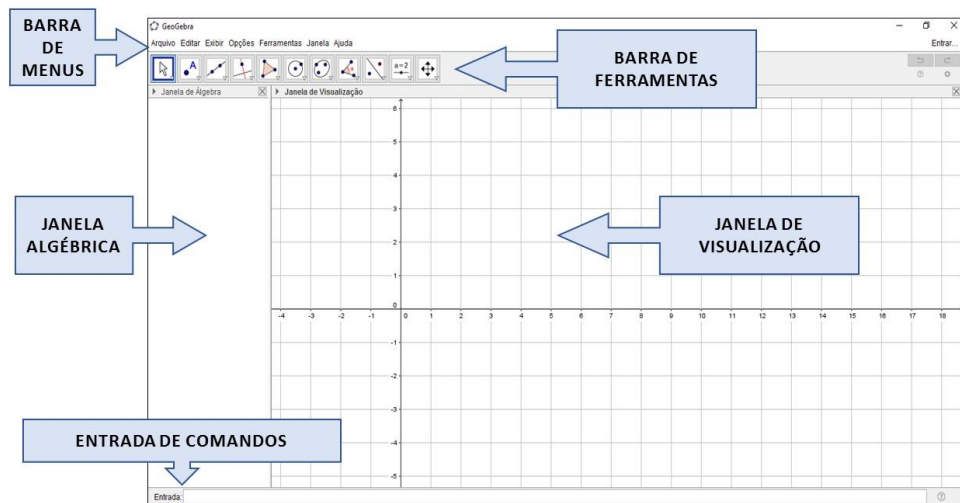 BARRA
DE
MENUS
GeoGebra
Arquivo Editar Exibir Opções Ferramentas Janela Ajuda
Entrar...
A
a=2
BARRA DE
FERRAMENTAS
Janela de Álgebra
Janela de Visualização
JANELA
ALGÉBRICA
JANELA DE
VISUALIZAÇÃO
6
5
4
3
2
1
0
-4 -3 -2 -1 0 1 2 3 4 5 6 7 8 9 10 11 12 13 14 15 16 17 18
-1
-2
-3
-4
-5
ENTRADA DE COMANDOS
Entrada: